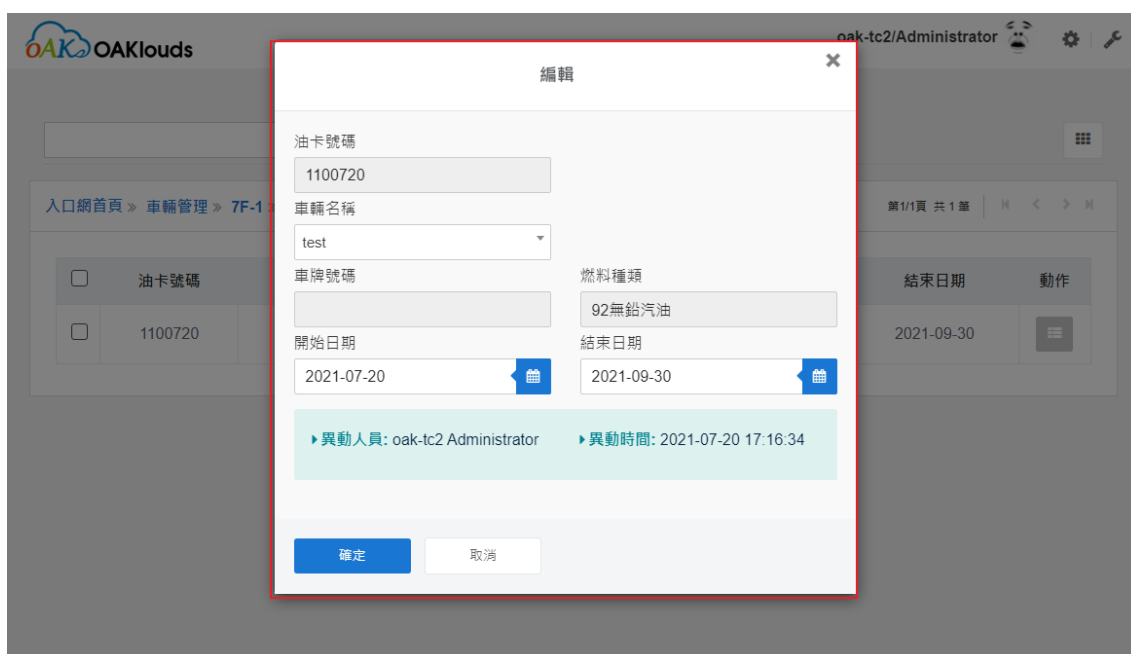 OAK OAKlouds
oak-tc2/Administrator
編輯
油卡號碼
1100720
入口網首頁 » 車輛管理 » 7F-1 »
車輛名稱
第1/1頁 共 1 筆
test
油卡號碼
車牌號碼
燃料種類
結束日期
動作
92無鉛汽油
1100720
2021-09-30
開始日期
結束日期
2021-07-20
2021-09-30
異動人員: oak-tc2 Administrator
異動時間: 2021-07-20 17:16:34
確定
取消